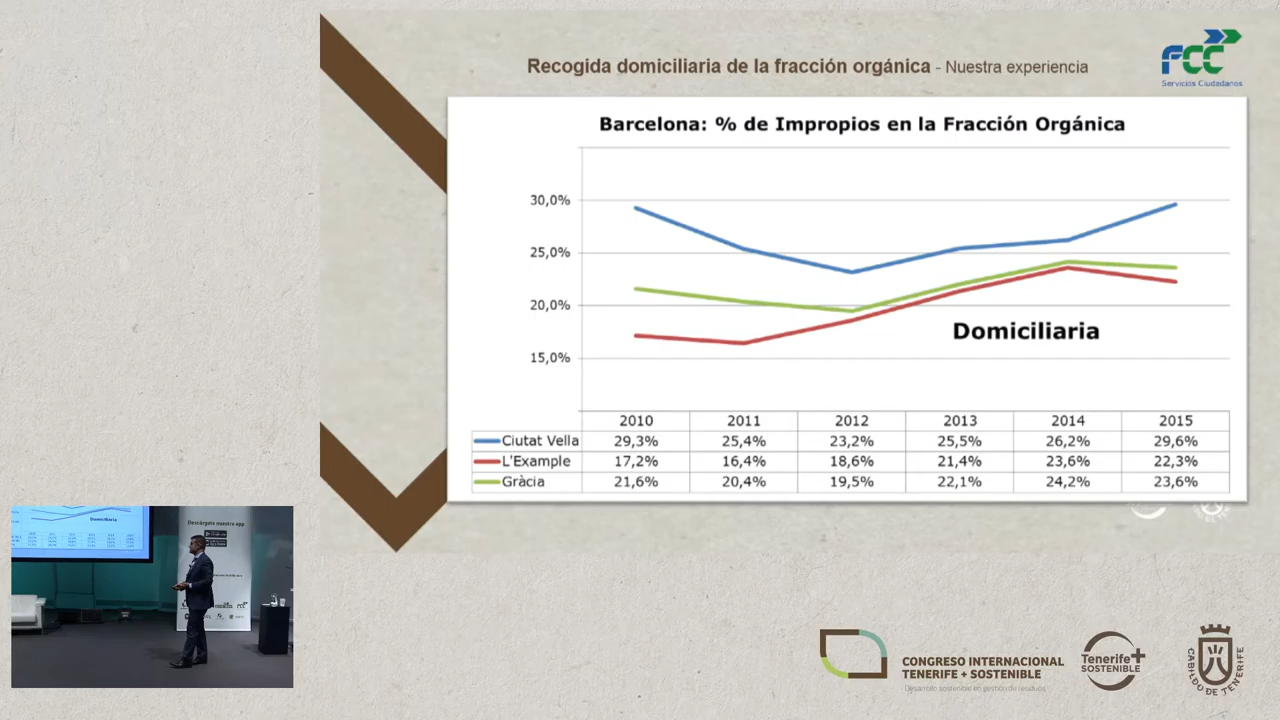 Recogida domiciliaria de la fracción orgánica - Nuestra experiencia
FCC
Servicios Ciudadanos
Barcelona: % de Impropios en la Fracción Orgánica
30,0%
25,0%
20,0%
15,0%
Domiciliaria
2010 2011 2012 2013 2014 2015
Ciutat Vella 29,3% 25,4% 23,2% 25,5% 26,2% 29,6%
L'Example 17,2% 16,4% 18,6% 21,4% 23,6% 22,3%
Gràcia 21,6% 20,4% 19,5% 22,1% 24,2% 23,6%
Domiciliaria
Descárgate nuestra app
FCC
CONGRESO INTERNACIONAL
TENERIFE + SOSTENIBLE
Desarrollo sostenible en gestión de residuos
Tenerife+
SOSTENIBLE
CABILDO DE TENERIFE